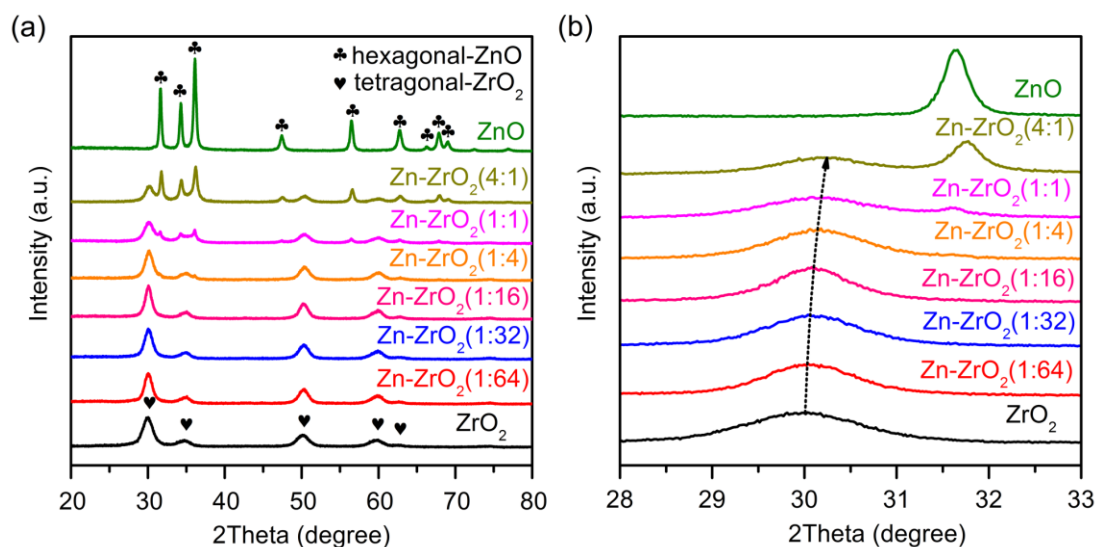 (a)
♣ hexagonal-ZnO
♥ tetragonal-ZrO₂
ZnO
Zn-ZrO₂(4:1)
Zn-ZrO₂(1:1)
Zn-ZrO₂(1:4)
Zn-ZrO₂(1:16)
Zn-ZrO₂(1:32)
Zn-ZrO₂(1:64)
ZrO₂
Intensity (a.u.)
20 30 40 50 60 70 80
2Theta (degree)
(b)
ZnO
Zn-ZrO₂(4:1)
Zn-ZrO₂(1:1)
Zn-ZrO₂(1:4)
Zn-ZrO₂(1:16)
Zn-ZrO₂(1:32)
Zn-ZrO₂(1:64)
ZrO₂
Intensity (a.u.)
28 29 30 31 32 33
2Theta (degree)